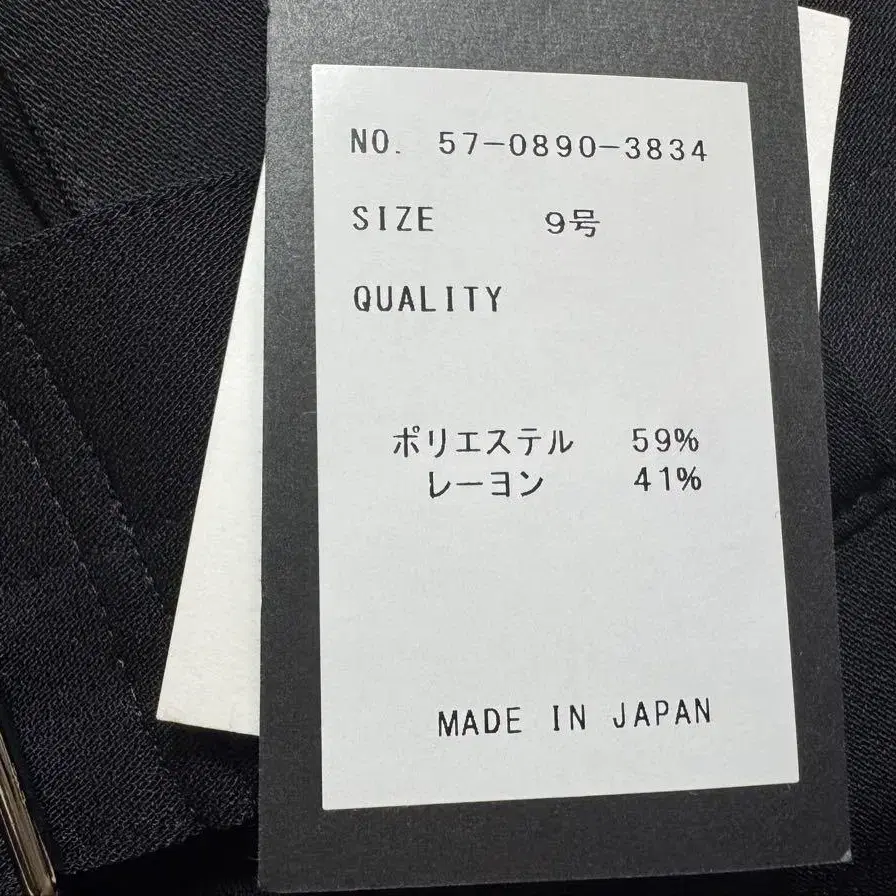 NO. 57-0890-3834
SIZE 9号
QUALITY
ポリエステル 59%
レーヨン 41%
MADE IN JAPAN